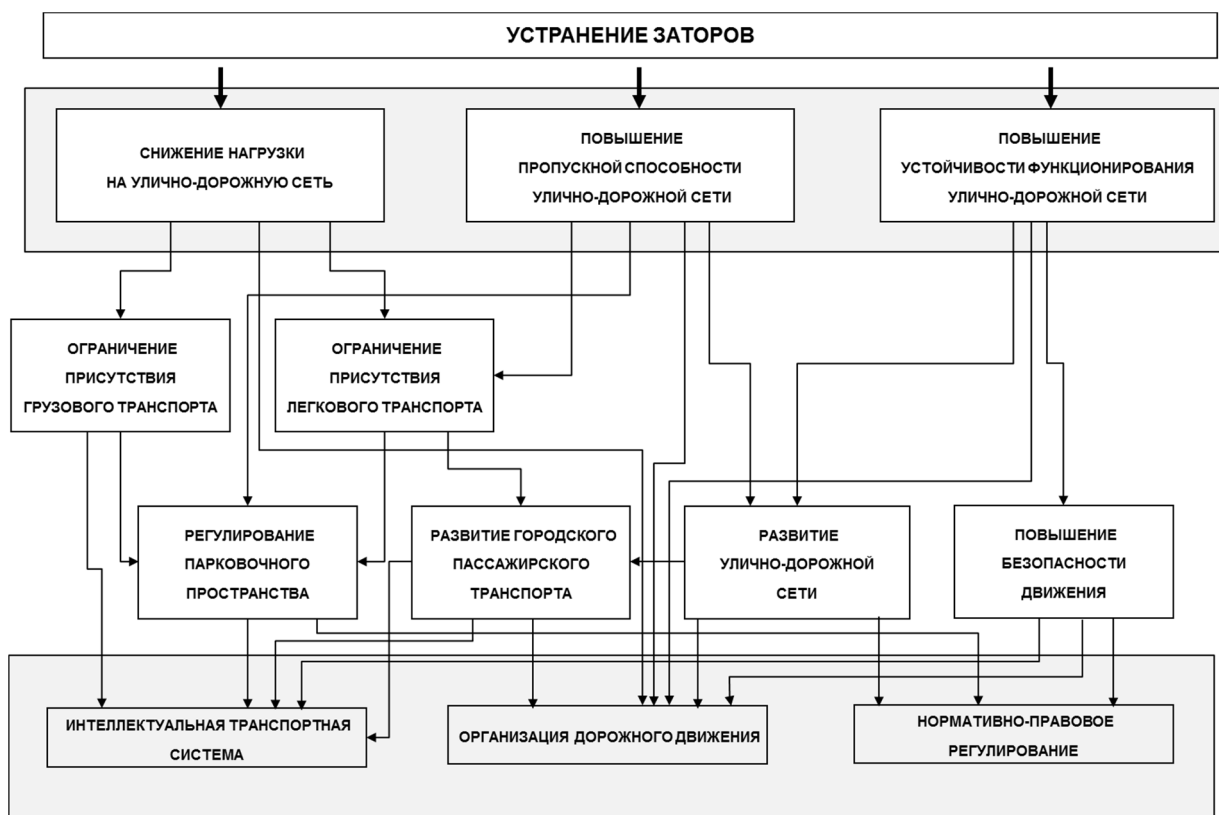 УСТРАНЕНИЕ ЗАТОРОВ
СНИЖЕНИЕ НАГРУЗКИ
НА УЛИЧНО-ДОРОЖНУЮ СЕТЬ
ПОВЫШЕНИЕ
ПРОПУСКНОЙ СПОСОБНОСТИ
УЛИЧНО-ДОРОЖНОЙ СЕТИ
ПОВЫШЕНИЕ
УСТОЙЧИВОСТИ ФУНКЦИОНИРОВАНИЯ
УЛИЧНО-ДОРОЖНОЙ СЕТИ
ОГРАНИЧЕНИЕ
ПРИСУТСТВИЯ
ГРУЗОВОГО ТРАНСПОРТА
ОГРАНИЧЕНИЕ
ПРИСУТСТВИЯ
ЛЕГКОВОГО ТРАНСПОРТА
РЕГУЛИРОВАНИЕ
ПАРКОВОЧНОГО
ПРОСТРАНСТВА
РАЗВИТИЕ ГОРОДСКОГО
ПАССАЖИРСКОГО
ТРАНСПОРТА
РАЗВИТИЕ
УЛИЧНО-ДОРОЖНОЙ
СЕТИ
ПОВЫШЕНИЕ
БЕЗОПАСНОСТИ
ДВИЖЕНИЯ
ИНТЕЛЛЕКТУАЛЬНАЯ ТРАНСПОРТНАЯ
СИСТЕМА
ОРГАНИЗАЦИЯ ДОРОЖНОГО ДВИЖЕНИЯ
НОРМАТИВНО-ПРАВОВОЕ
РЕГУЛИРОВАНИЕ